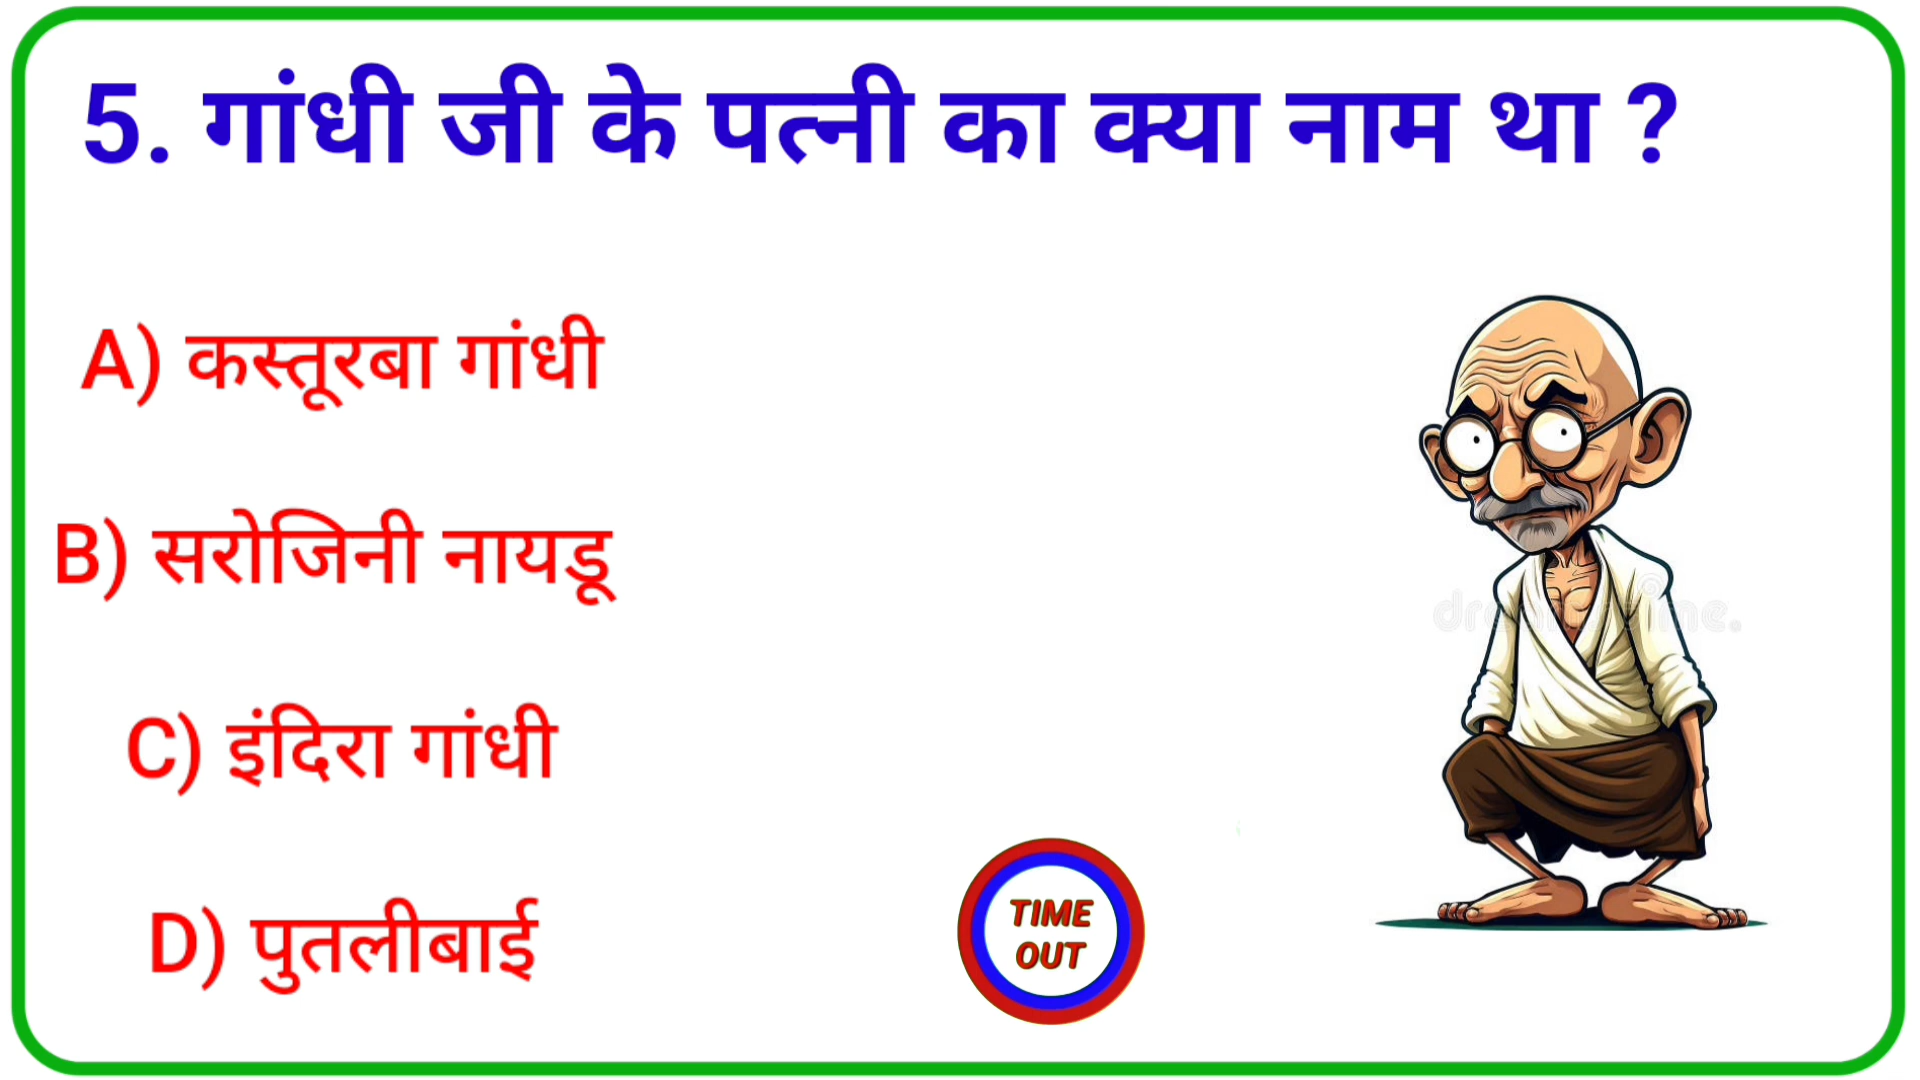 5. गांधी जी के पत्नी का क्या नाम था ?
A) कस्तूरबा गांधी
B) सरोजिनी नायडू
C) इंदिरा गांधी
D) पुतलीबाई
TIME
OUT